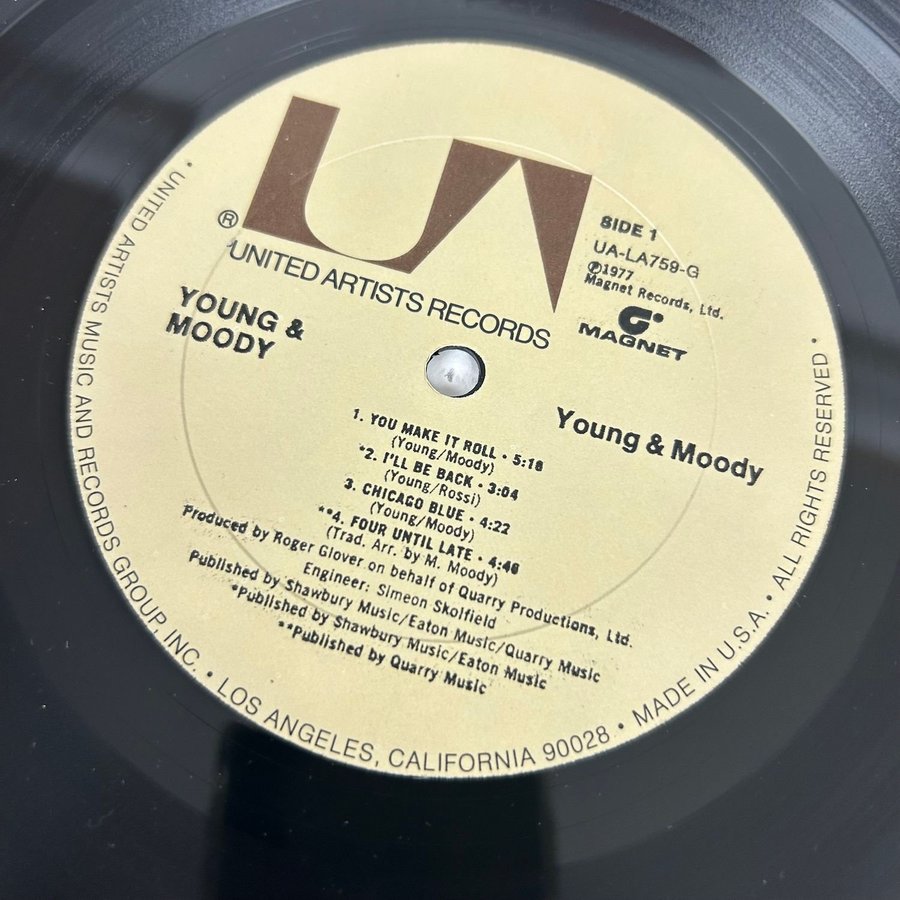 UA
®
UNITED ARTISTS RECORDS
SIDE 1
UA-LA759-G
℗1977
Magnet Records, Ltd.
MAGNET
YOUNG &
MOODY
Young & Moody
1. YOU MAKE IT ROLL • 5:18
(Young/Moody)
*2. I'LL BE BACK • 3:04
(Young/Rossi)
3. CHICAGO BLUE • 4:22
(Young/Moody)
**4. FOUR UNTIL LATE • 4:46
(Trad. Arr. by M. Moody)
Produced by Roger Glover on behalf of Quarry Productions, Ltd.
Engineer: Simeon Skolfield
Published by Shawbury Music/Eaton Music/Quarry Music
*Published by Shawbury Music/Eaton Music
**Published by Quarry Music
• UNITED ARTISTS MUSIC AND RECORDS GROUP, INC. • LOS ANGELES, CALIFORNIA 90028 • MADE IN U.S.A. • ALL RIGHTS RESERVED •